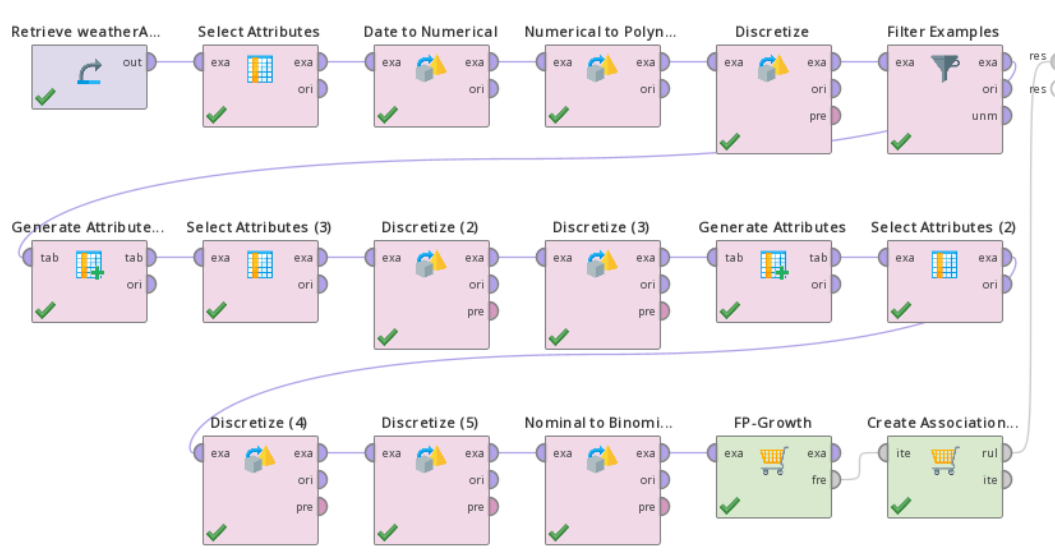 Retrieve weatherA...
Select Attributes
Date to Numerical
Numerical to Polyn...
Discretize
Filter Examples
out
exa exa
ori
exa exa
ori
exa exa
ori
exa exa
ori
pre
exa exa
ori
unm
res
res
Generate Attribute...
Select Attributes (3)
Discretize (2)
Discretize (3)
Generate Attributes
Select Attributes (2)
tab tab
ori
exa exa
ori
exa exa
ori
pre
exa exa
ori
pre
tab tab
ori
exa exa
ori
Discretize (4)
Discretize (5)
Nominal to Binomi...
FP-Growth
Create Association...
exa exa
ori
pre
exa exa
ori
pre
exa exa
ori
pre
exa exa
fre
ite rul
ite